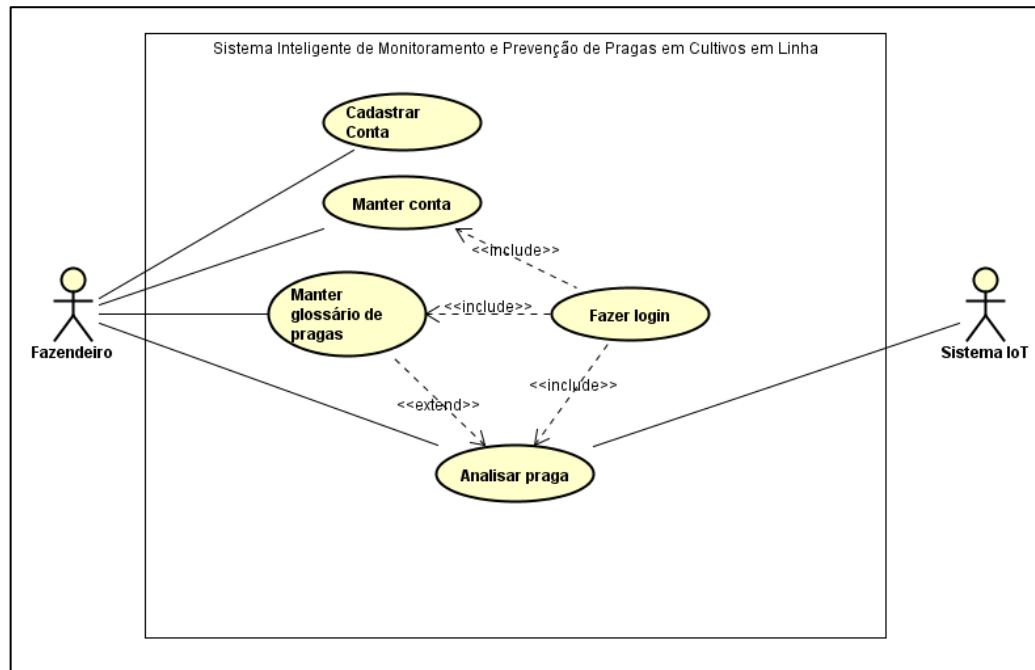 Sistema Inteligente de Monitoramento e Prevenção de Pragas em Cultivos em Linha
Cadastrar
Conta
Manter conta
<<include>>
Manter
glossário de
pragas
<<include>>
Fazer login
Fazendeiro
Sistema IoT
<<include>>
<<extend>>
Analisar praga